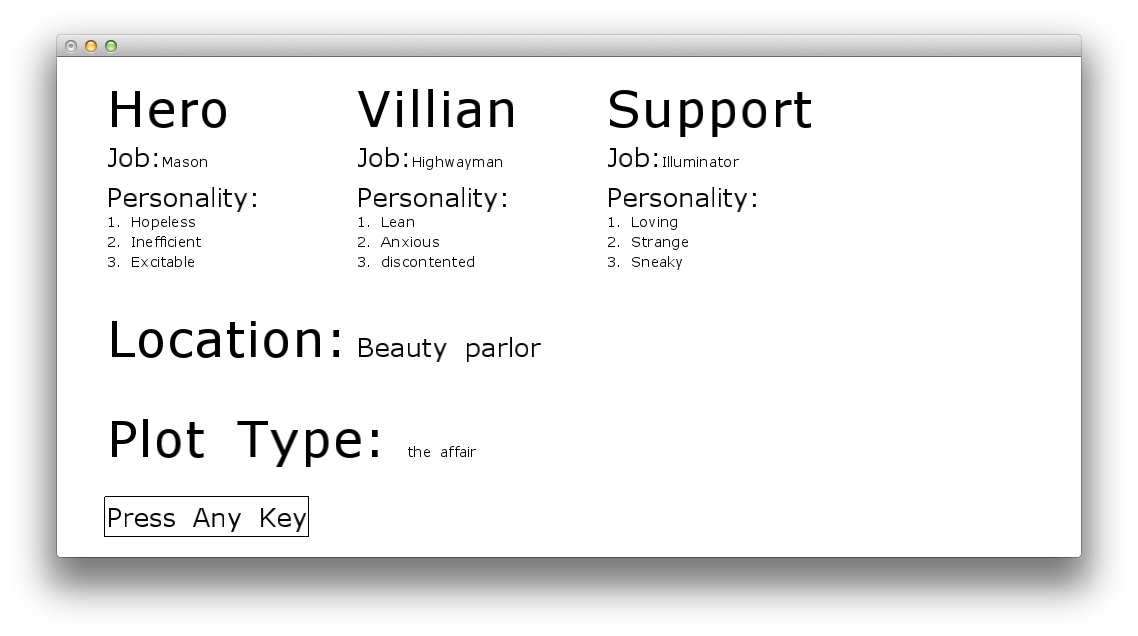 Hero Villian Support
Job:Mason Job:Highwayman Job:Illuminator
Personality: Personality: Personality:
1. Hopeless 1. Lean 1. Loving
2. Inefficient 2. Anxious 2. Strange
3. Excitable 3. discontented 3. Sneaky
Location: Beauty parlor
Plot Type: the affair
Press Any Key